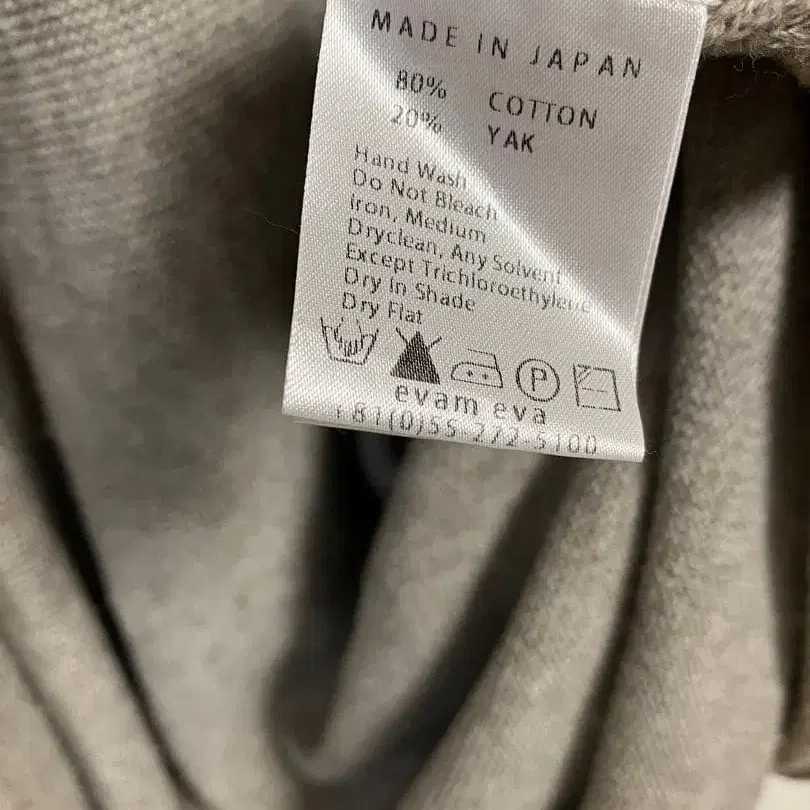 MADE IN JAPAN
80% COTTON
20% YAK
Hand Wash
Do Not Bleach
Iron, Medium
Dryclean, Any Solvent
Except Trichloroethylene
Dry in Shade
Dry Flat
P
evam eva
+81(0)55-272-5100